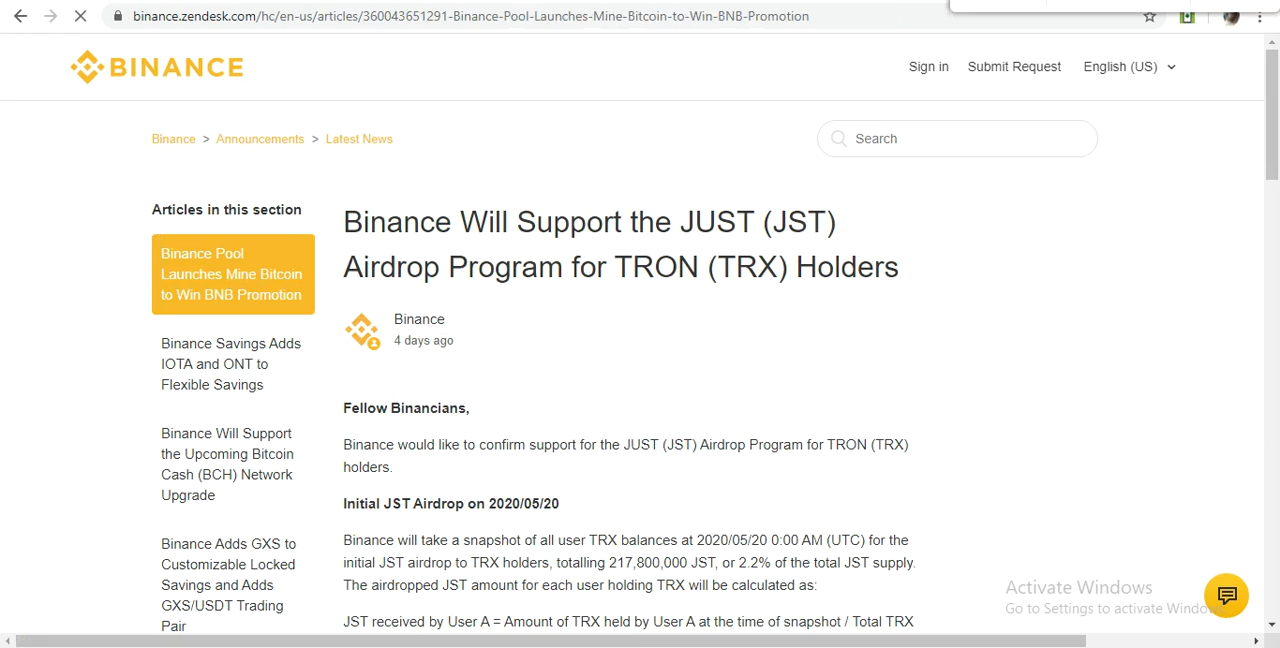 binance.zendesk.com/hc/en-us/articles/360043651291-Binance-Pool-Launches-Mine-Bitcoin-to-Win-BNB-Promotion
BINANCE
Sign in
Submit Request
English (US)
Binance > Announcements > Latest News
Search
Articles in this section
Binance Pool
Launches Mine Bitcoin
to Win BNB Promotion
Binance Savings Adds
IOTA and ONT to
Flexible Savings
Binance Will Support
the Upcoming Bitcoin
Cash (BCH) Network
Upgrade
Binance Adds GXS to
Customizable Locked
Savings and Adds
GXS/USDT Trading
Pair
Binance Will Support the JUST (JST)
Airdrop Program for TRON (TRX) Holders
Binance
4 days ago
Fellow Binancians,
Binance would like to confirm support for the JUST (JST) Airdrop Program for TRON (TRX)
holders.
Initial JST Airdrop on 2020/05/20
Binance will take a snapshot of all user TRX balances at 2020/05/20 0:00 AM (UTC) for the
initial JST airdrop to TRX holders, totalling 217,800,000 JST, or 2.2% of the total JST supply.
The airdropped JST amount for each user holding TRX will be calculated as:
JST received by User A = Amount of TRX held by User A at the time of snapshot / Total TRX
Activate Windows
Go to Settings to activate Windows